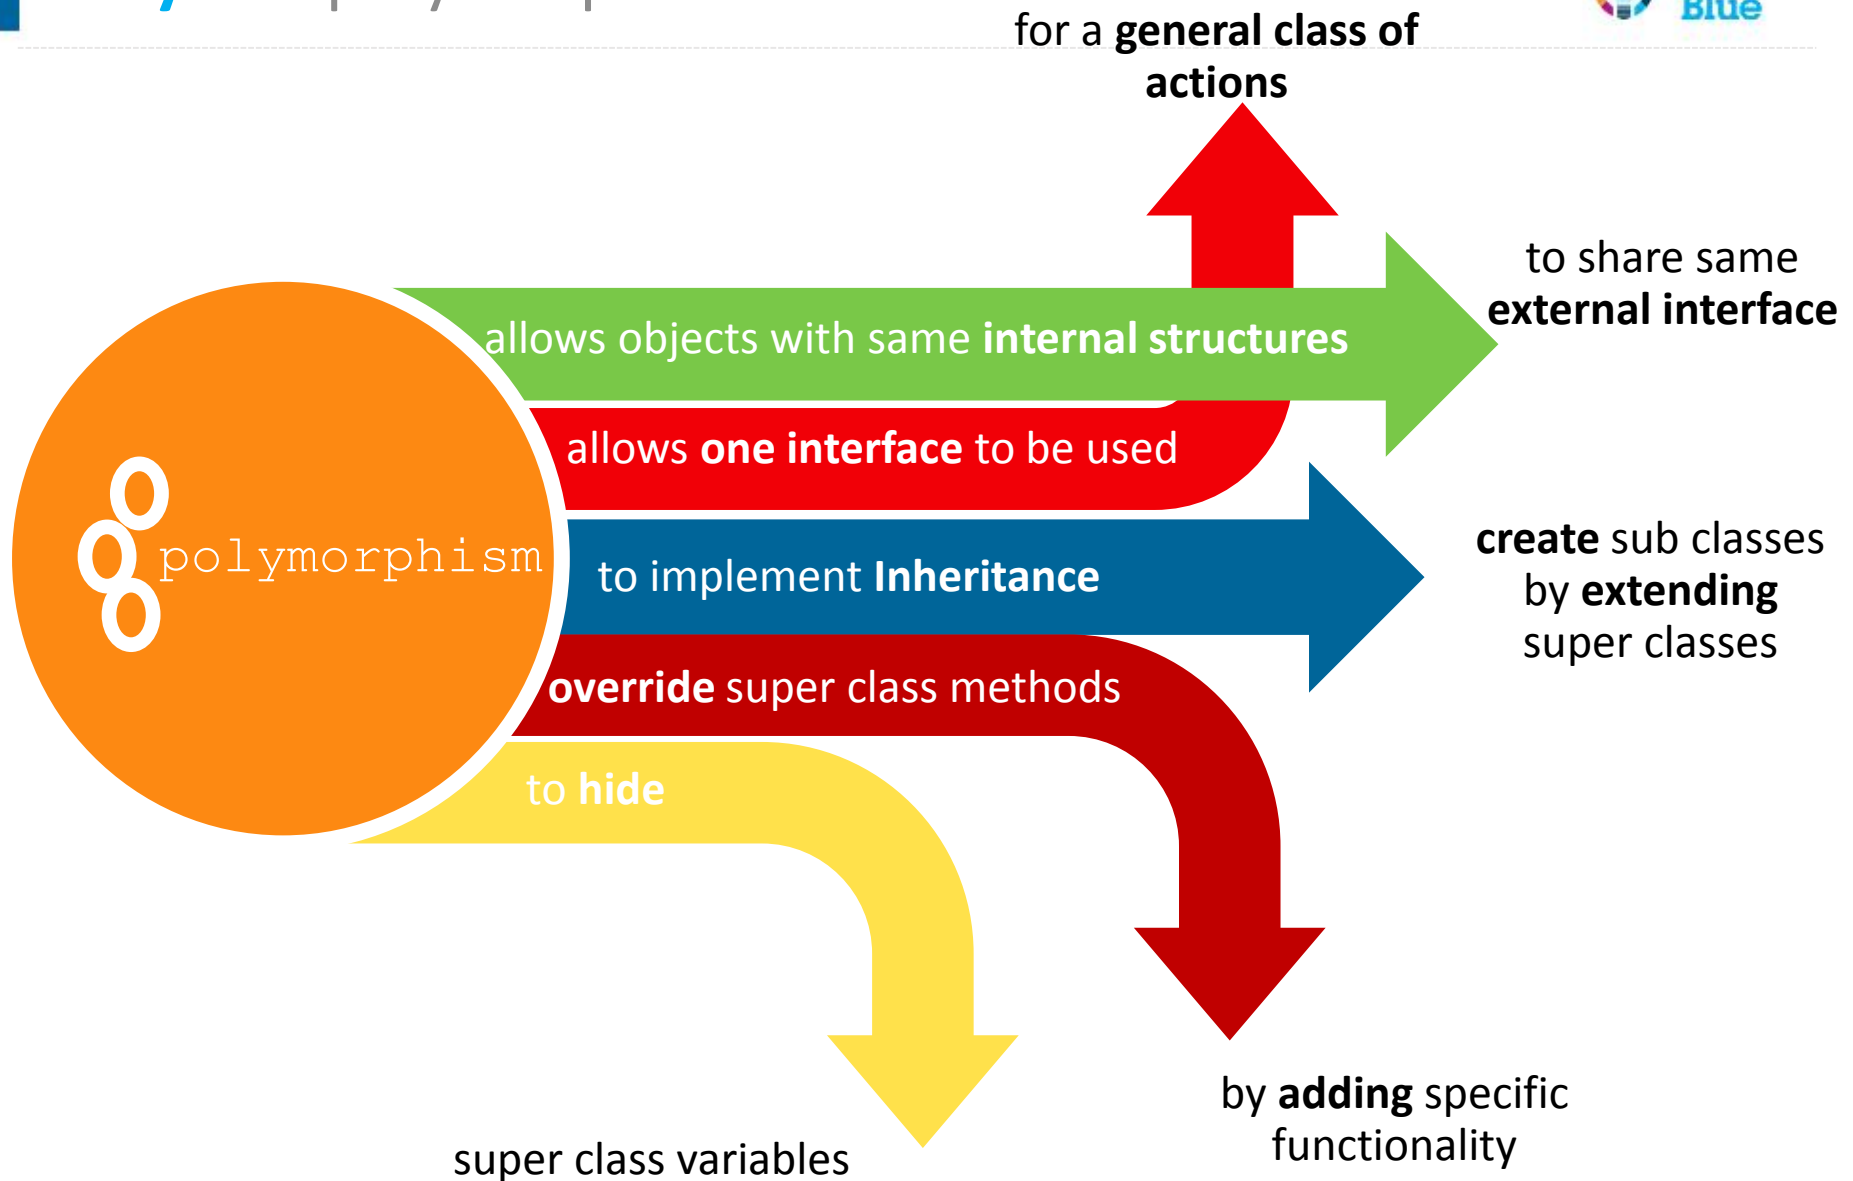 Blue
for a general class of
actions
to share same
external interface
allows objects with same internal structures
allows one interface to be used
polymorphism
to implement Inheritance
create sub classes
by extending
super classes
override super class methods
to hide
by adding specific
functionality
super class variables